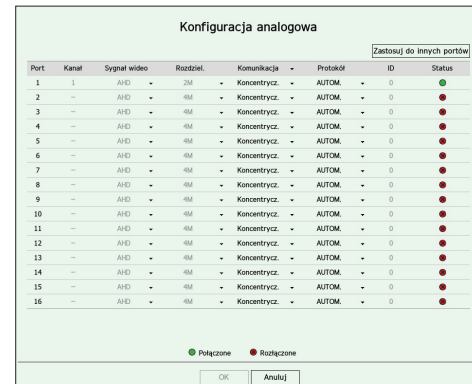 Konfiguracja analogowa
Zastosuj do innych portów
Port Kanał Sygnał wideo Rozdziel. Komunikacja Protokół ID Status
1 1 AHD 2M Koncentrycz. AUTOM. 0
2 — AHD 4M Koncentrycz. AUTOM. 0
3 — AHD 4M Koncentrycz. AUTOM. 0
4 — AHD 4M Koncentrycz. AUTOM. 0
5 — AHD 4M Koncentrycz. AUTOM. 0
6 — AHD 4M Koncentrycz. AUTOM. 0
7 — AHD 4M Koncentrycz. AUTOM. 0
8 — AHD 4M Koncentrycz. AUTOM. 0
9 — AHD 4M Koncentrycz. AUTOM. 0
10 — AHD 4M Koncentrycz. AUTOM. 0
11 — AHD 4M Koncentrycz. AUTOM. 0
12 — AHD 4M Koncentrycz. AUTOM. 0
13 — AHD 4M Koncentrycz. AUTOM. 0
14 — AHD 4M Koncentrycz. AUTOM. 0
15 — AHD 4M Koncentrycz. AUTOM. 0
16 — AHD 4M Koncentrycz. AUTOM. 0
Połączone Rozłączone
OK Anuluj